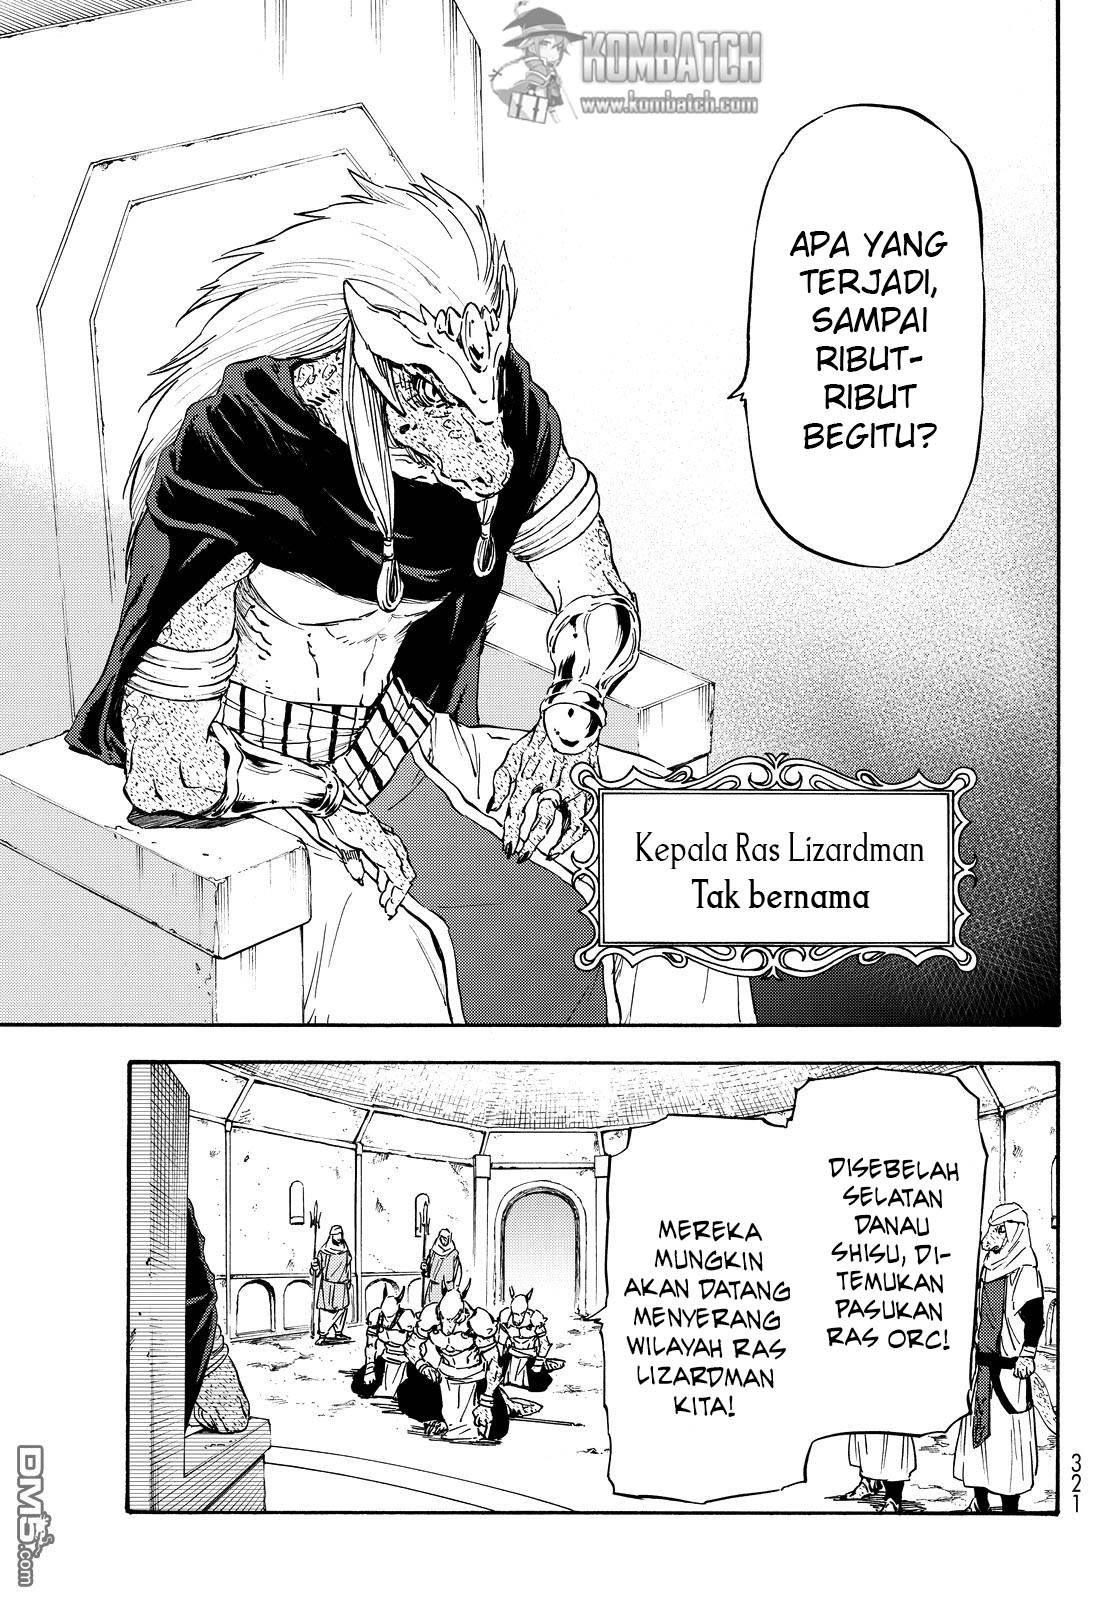 KOMBATCH
www.kombatch.com
APA YANG
TERJADI,
SAMPAI
RIBUT-
RIBUT
BEGITU?
Kepala Ras Lizardman
Tak bernama
DISEBELAH
SELATAN
DANAU
SHISU, DI-
TEMUKAN
PASUKAN
RAS ORC!
MEREKA
MUNGKIN
AKAN DATANG
MENYERANG
WILAYAH RAS
LIZARDMAN
KITA!
321
DM5.com